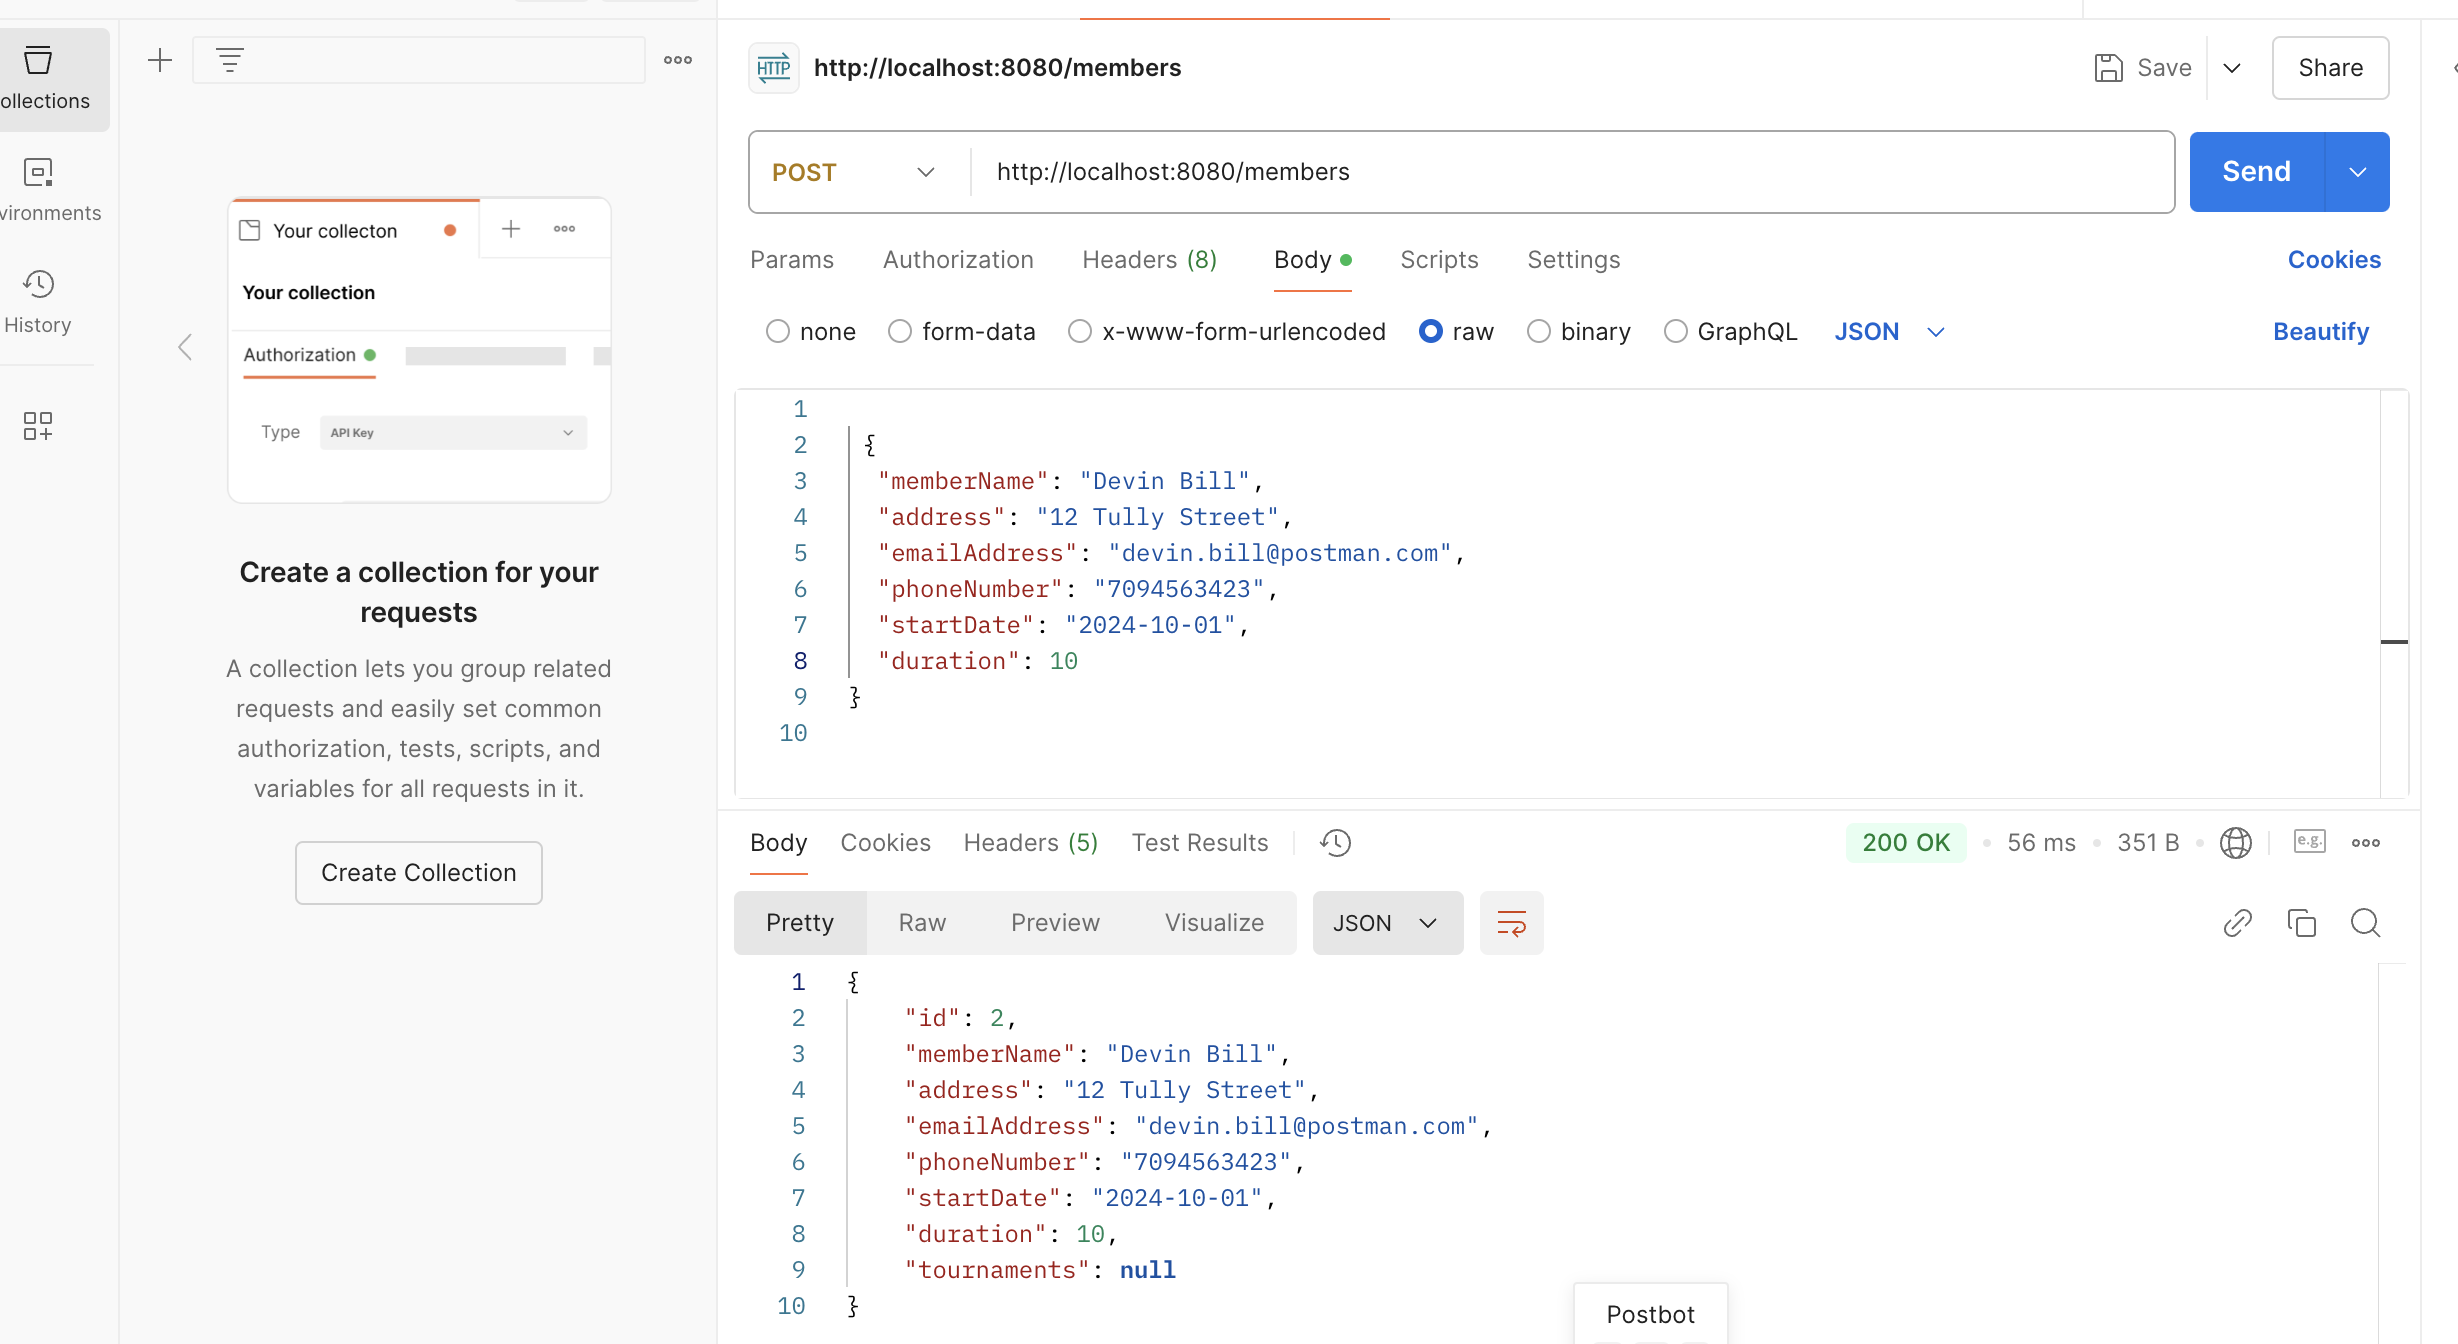 ollections
vironments
History
Your collecton
Your collection
Authorization
Type
API Key
Create a collection for your
requests
A collection lets you group related
requests and easily set common
authorization, tests, scripts, and
variables for all requests in it.
Create Collection
HTTP
http://localhost:8080/members
Save
Share
POST
http://localhost:8080/members
Send
Params Authorization Headers (8) Body Scripts Settings Cookies
none form-data x-www-form-urlencoded raw binary GraphQL JSON Beautify
1
2 {
3 "memberName": "Devin Bill",
4 "address": "12 Tully Street",
5 "emailAddress": "devin.bill@postman.com",
6 "phoneNumber": "7094563423",
7 "startDate": "2024-10-01",
8 "duration": 10
9 }
10
Body Cookies Headers (5) Test Results 200 OK 56 ms 351 B e.g.
Pretty Raw Preview Visualize JSON
1 {
2 "id": 2,
3 "memberName": "Devin Bill",
4 "address": "12 Tully Street",
5 "emailAddress": "devin.bill@postman.com",
6 "phoneNumber": "7094563423",
7 "startDate": "2024-10-01",
8 "duration": 10,
9 "tournaments": null
10 }
Postbot